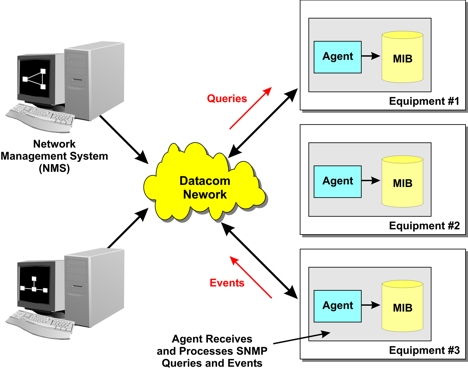 Agent
MIB
Equipment #1
Queries
Network
Management System
(NMS)
Datacom
Nework
Agent
MIB
Equipment #2
Events
Agent
MIB
Equipment #3
Agent Receives
and Processes SNMP
Queries and Events